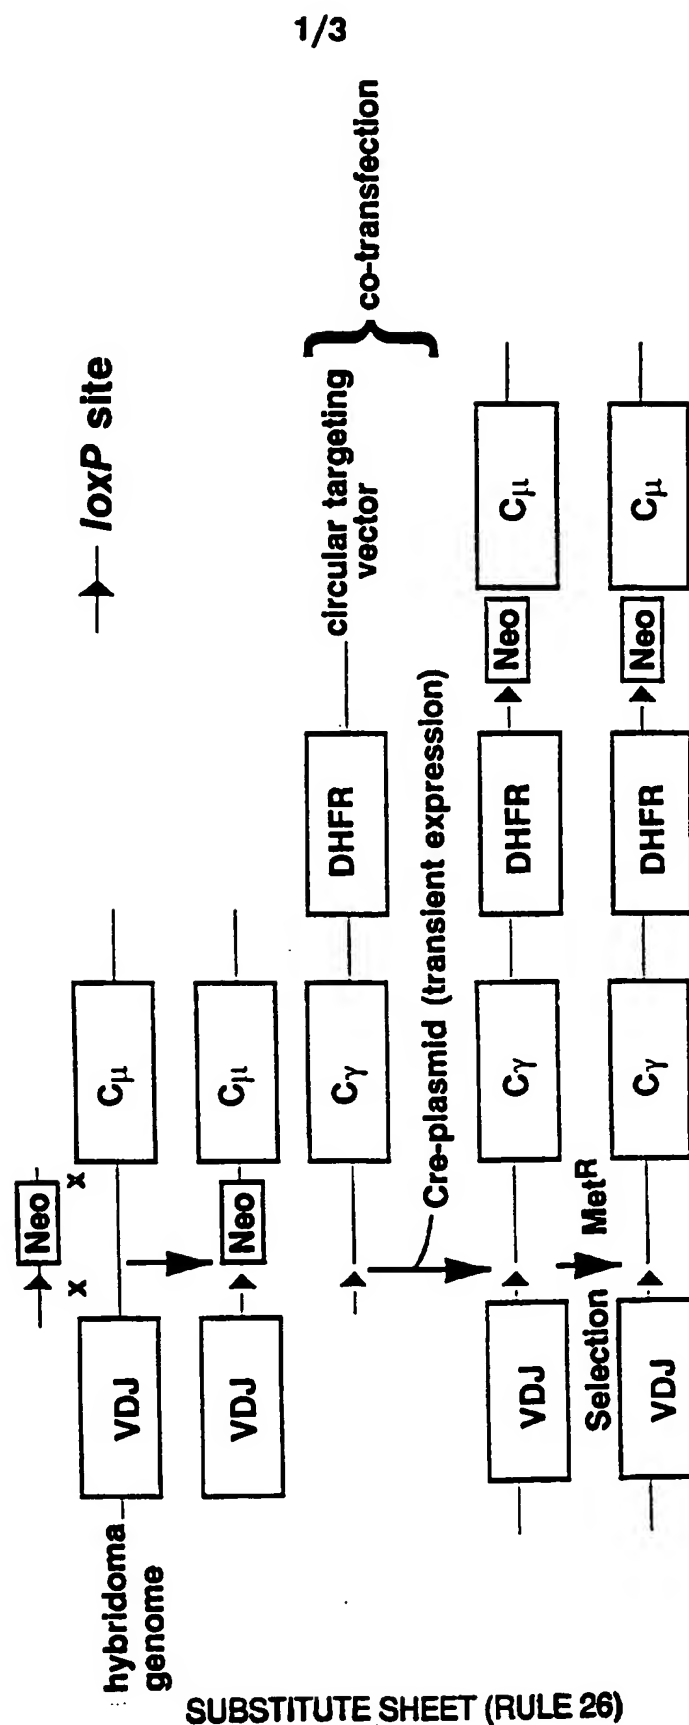 1/3
loxP site
Neo
x x
hybridoma
genome
VDJ
Cμ
VDJ
Neo
Cμ
Cγ
DHFR
circular targeting
vector
co-transfection
Cre-plasmid (transient expression)
VDJ
Cγ
DHFR
Neo
Cμ
Selection MetR
VDJ
Cγ
DHFR
Neo
Cμ
SUBSTITUTE SHEET (RULE 26)